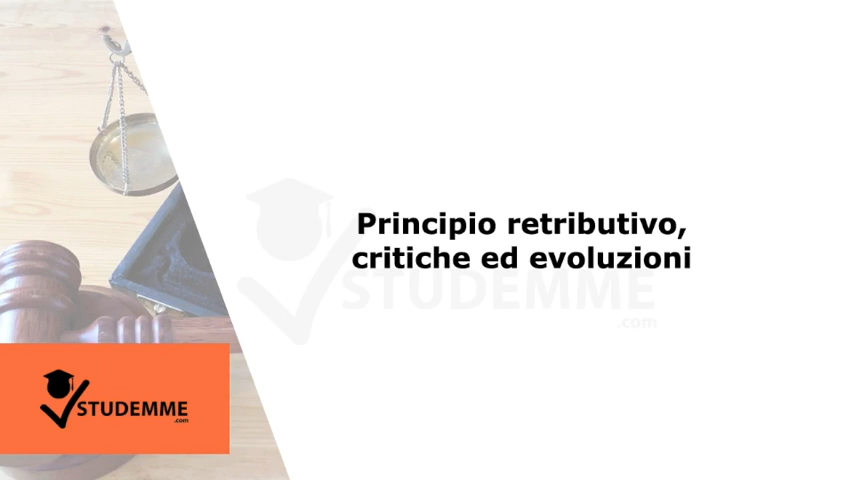 Principio retributivo,
critiche ed evoluzioni
STUDEMME
.com
STUDEMME
.com